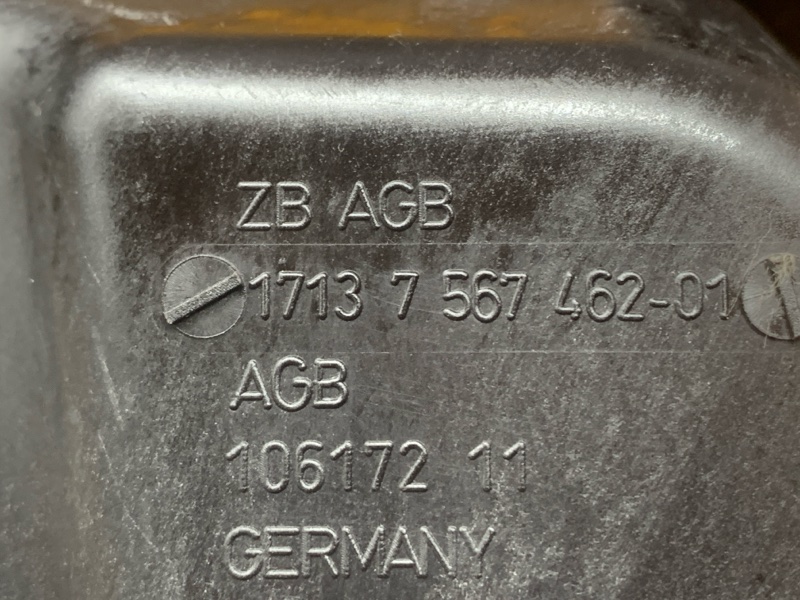 ZB AGB
1713 7 567 462-01
AGB
106172 11
GERMANY